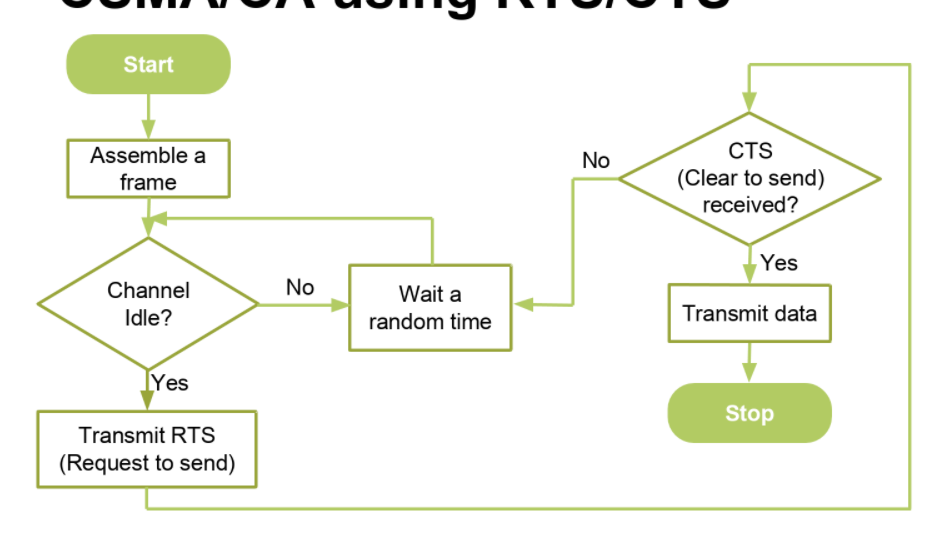 CSMA/CA using RTS/CTS
Start
Assemble a
frame
Channel
Idle?
No
Yes
Transmit RTS
(Request to send)
Wait a
random time
No
CTS
(Clear to send)
received?
Yes
Transmit data
Stop